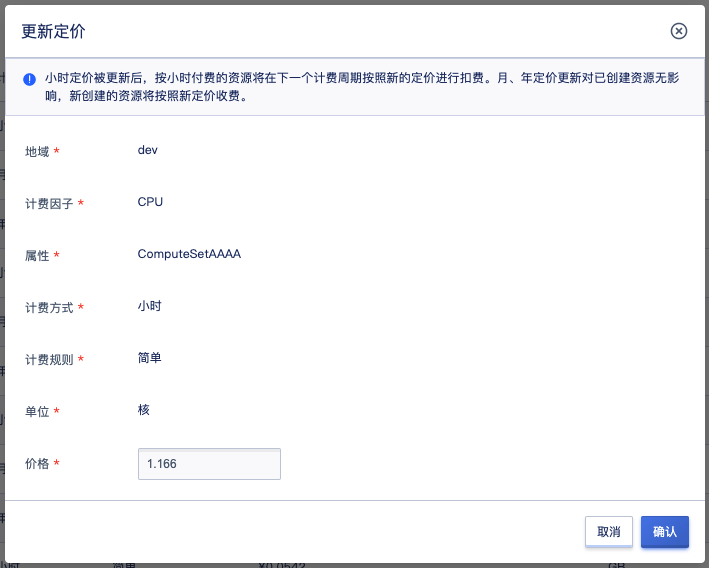 更新定价
小时定价被更新后，按小时付费的资源将在下一个计费周期按照新的定价进行扣费。月、年定价更新对已创建资源无影
响，新创建的资源将按照新定价收费。
地域 * dev
计费因子 * CPU
属性 * ComputeSetAAAA
计费方式 * 小时
计费规则 * 简单
单位 * 核
价格 * 1.166
取消 确认